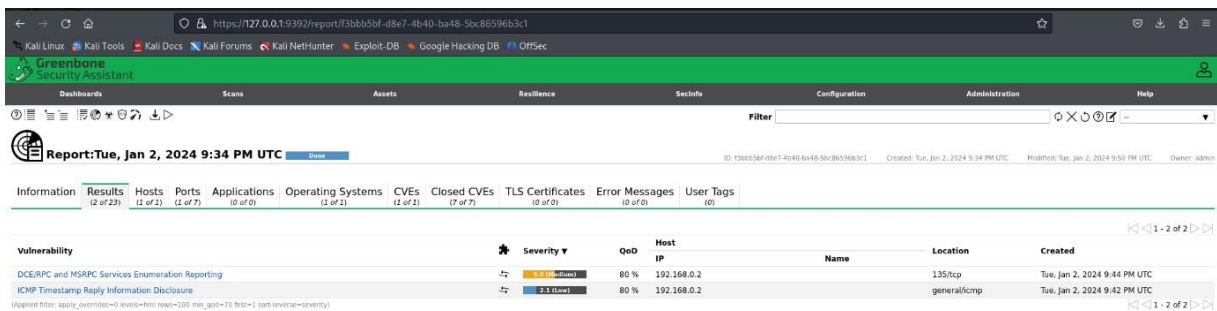 https://127.0.0.1:9392/report/f3bbb5bf-d8e7-4b40-ba48-5bc86596b3c1
Kali Linux Kali Tools Kali Docs Kali Forums Kali NetHunter Exploit-DB Google Hacking DB OffSec
Greenbone
Security Assistant
Dashboards Scans Assets Resilience SecInfo Configuration Administration Help
Filter --
Report:Tue, Jan 2, 2024 9:34 PM UTC Done ID: f3bbb5bf-d8e7-4b40-ba48-5bc86596b3c1 Created: Tue, Jan 2, 2024 9:34 PM UTC Modified: Tue, Jan 2, 2024 9:50 PM UTC Owner: admin
Information Results Hosts Ports Applications Operating Systems CVEs Closed CVEs TLS Certificates Error Messages User Tags
(2 of 23) (1 of 1) (1 of 7) (0 of 0) (1 of 1) (1 of 1) (7 of 7) (0 of 0) (0 of 0) (0)
1 - 2 of 2
Vulnerability Severity ▼ QoD Host Location Created
IP Name
DCE/RPC and MSRPC Services Enumeration Reporting 5.0 (Medium) 80 % 192.168.0.2 135/tcp Tue, Jan 2, 2024 9:44 PM UTC
ICMP Timestamp Reply Information Disclosure 2.1 (Low) 80 % 192.168.0.2 general/icmp Tue, Jan 2, 2024 9:42 PM UTC
(Applied filter: apply_overrides=0 levels=hml rows=100 min_qod=70 first=1 sort-reverse=severity) 1 - 2 of 2